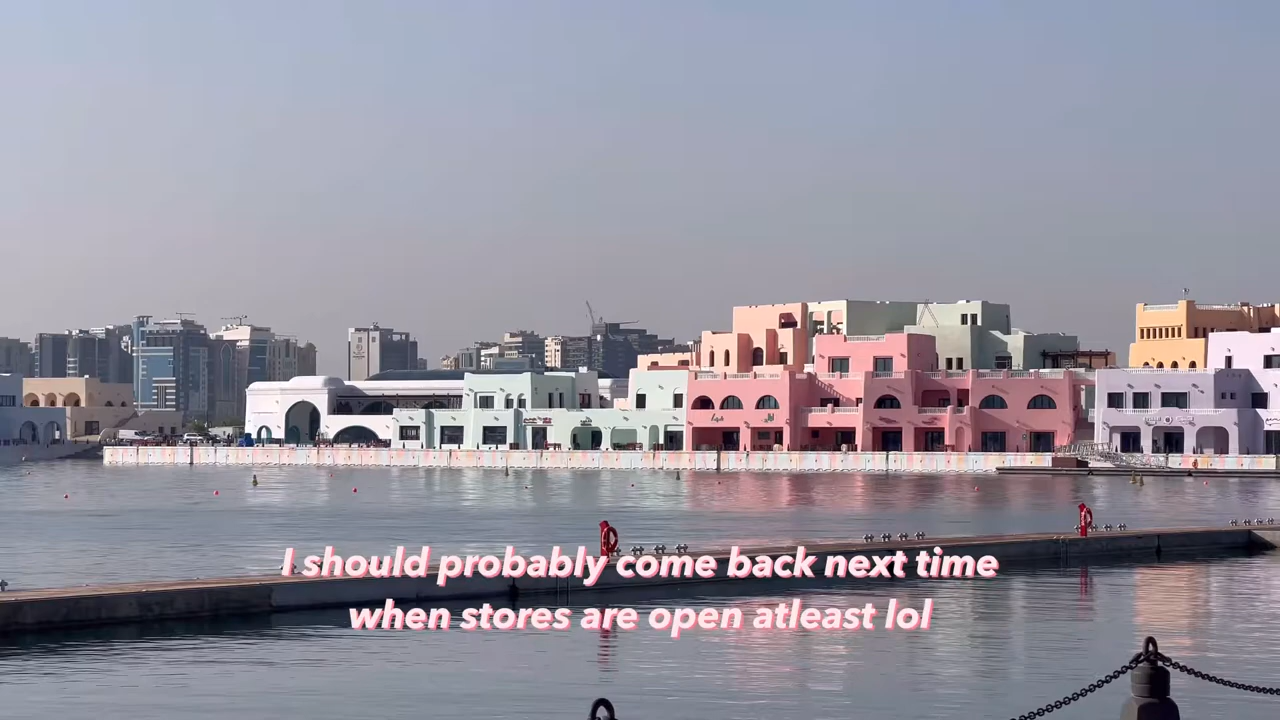 I should probably come back next time
when stores are open atleast lol